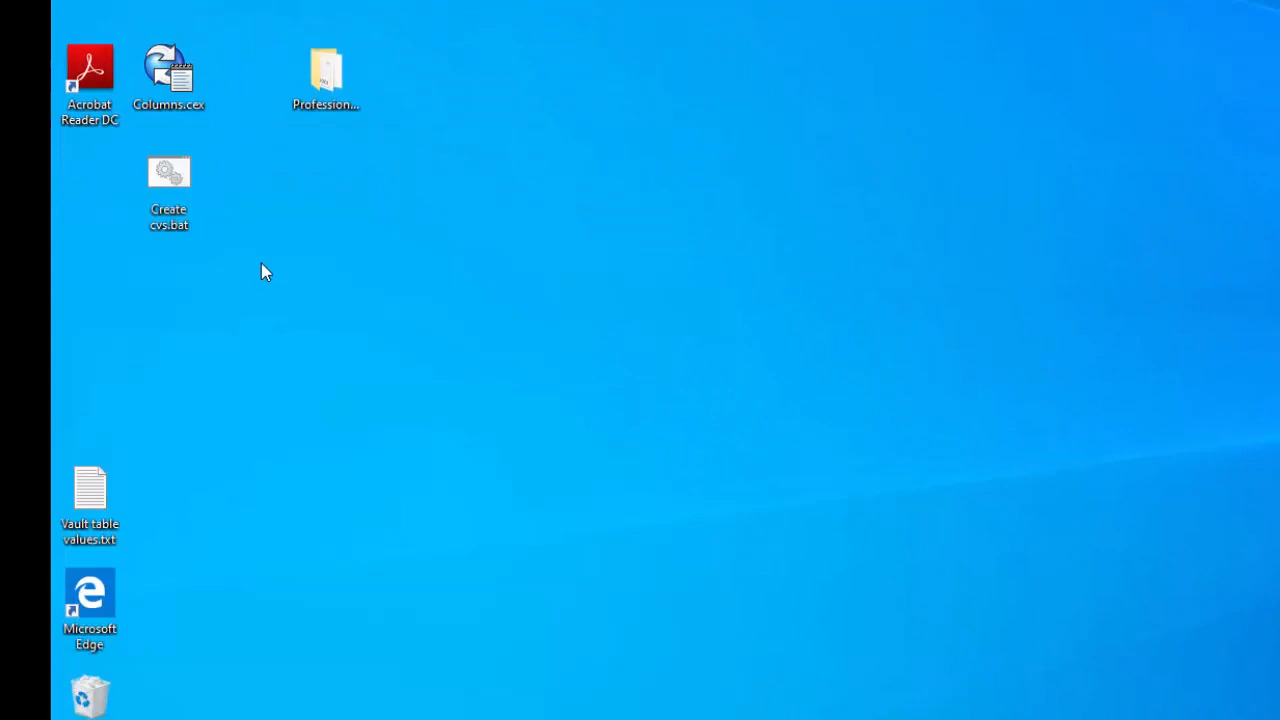 Acrobat
Reader DC
Columns.cex
Profession...
Create
cvs.bat
Vault table
values.txt
Microsoft
Edge